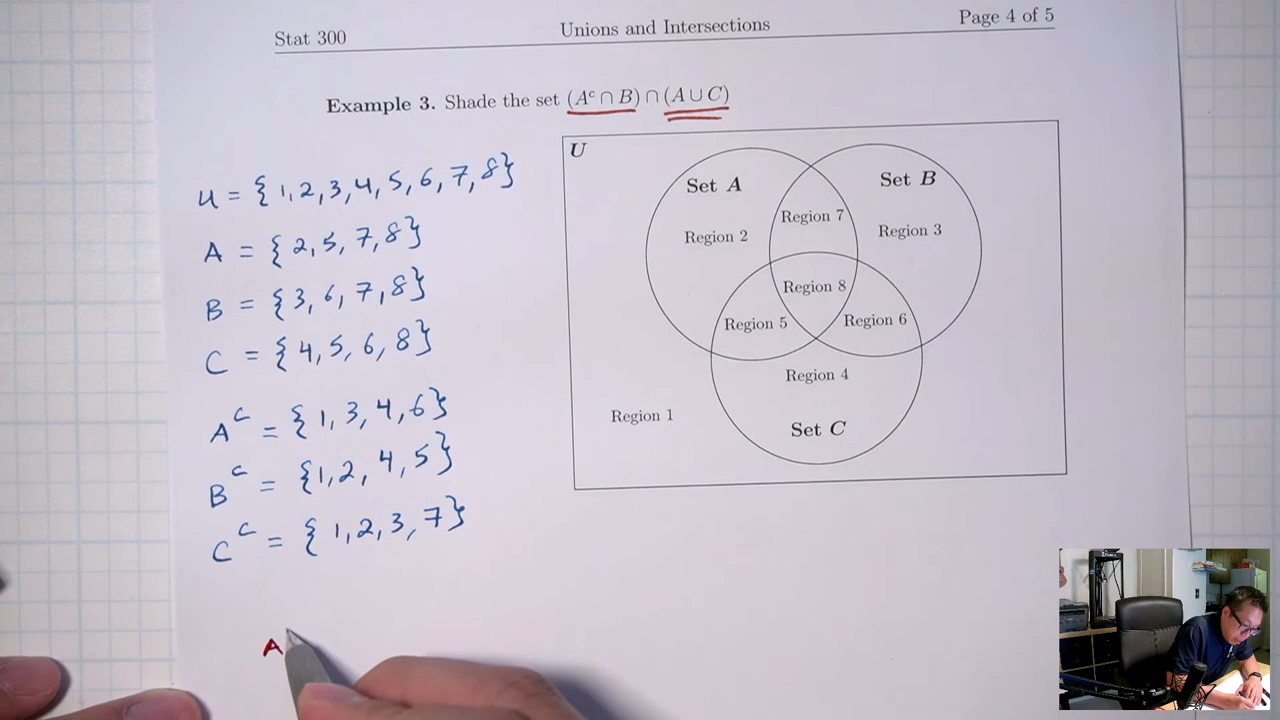 Stat 300 Unions and Intersections Page 4 of 5
Example 3. Shade the set (Aᶜ ∩ B) ∩ (A ∪ C)
U = { 1, 2, 3, 4, 5, 6, 7, 8 }
A = { 2, 5, 7, 8 }
B = { 3, 6, 7, 8 }
C = { 4, 5, 6, 8 }
Aᶜ = { 1, 3, 4, 6 }
Bᶜ = { 1, 2, 4, 5 }
Cᶜ = { 1, 2, 3, 7 }
A
U
Set A
Set B
Region 7
Region 2
Region 3
Region 8
Region 5
Region 6
Region 4
Region 1
Set C